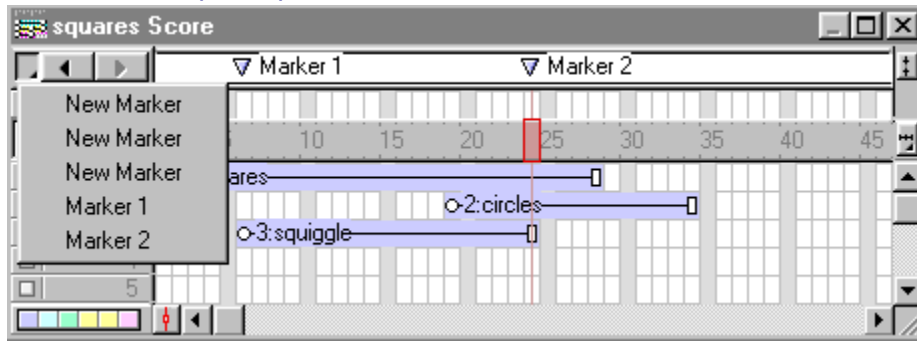 squares Score
Marker 1 Marker 2
New Marker
New Marker
New Marker
Marker 1
Marker 2
5 10 15 20 25 30 35 40 45
ares
2:circles
3:squiggle
5